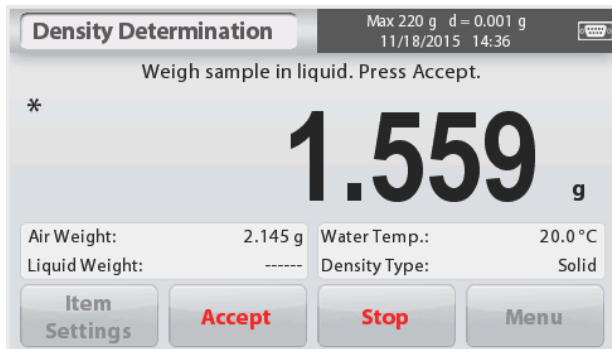 Density Determination
Max 220 g d = 0.001 g
11/18/2015 14:36
Weigh sample in liquid. Press Accept.
*
1.559 g
Air Weight: 2.145 g Water Temp.: 20.0 °C
Liquid Weight: ------ Density Type: Solid
Item Settings
Accept
Stop
Menu